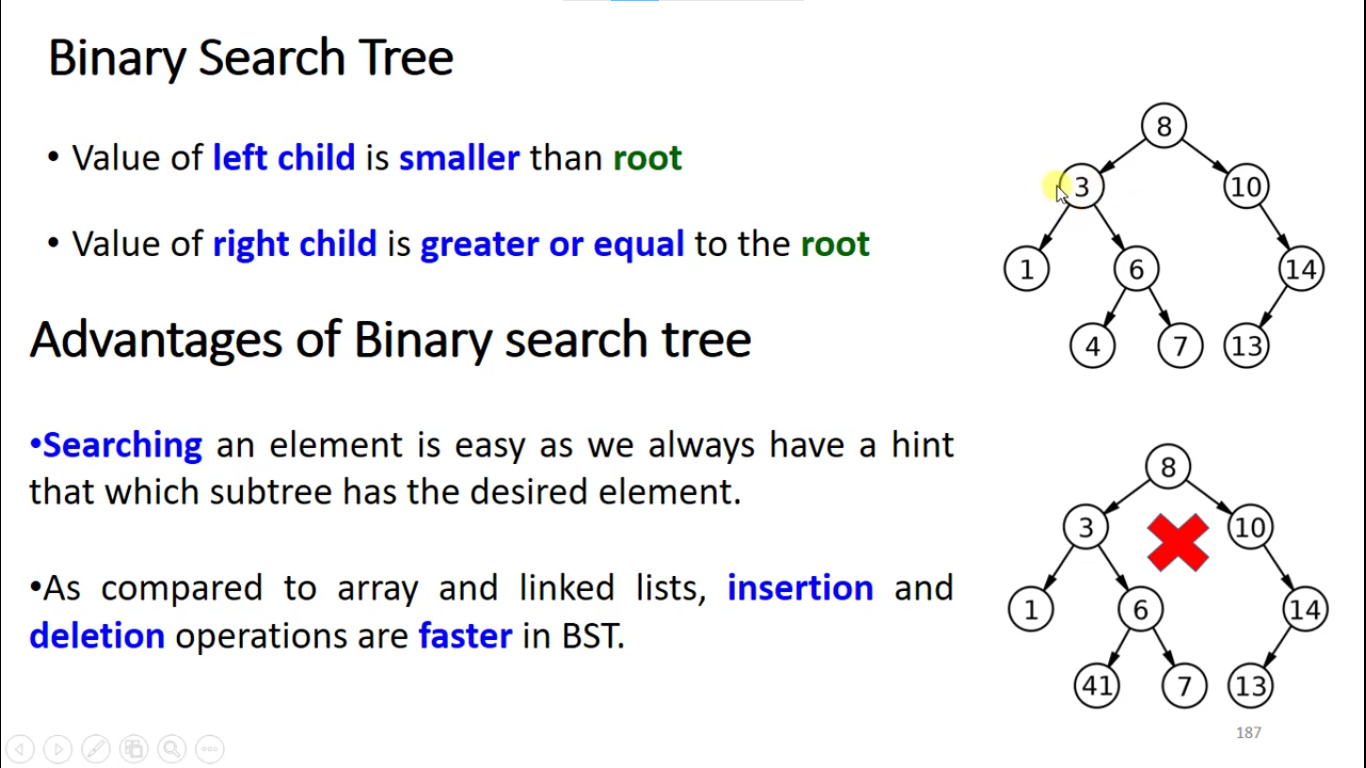 Binary Search Tree
• Value of left child is smaller than root
• Value of right child is greater or equal to the root
Advantages of Binary search tree
•Searching an element is easy as we always have a hint
that which subtree has the desired element.
•As compared to array and linked lists, insertion and
deletion operations are faster in BST.
8
3 10
1 6 14
4 7 13
8
3 10
1 6 14
41 7 13
187